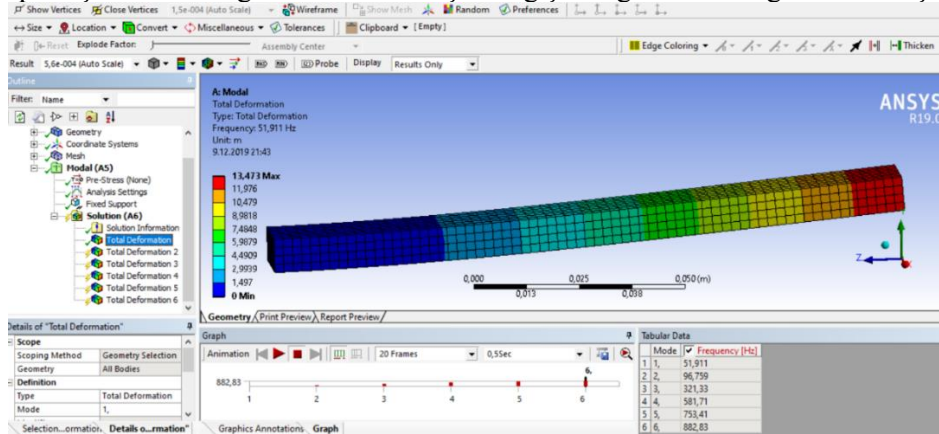 Show Vertices Close Vertices 1,5e-004 (Auto Scale) Wireframe Show Mesh Random Preferences
Size Location Convert Miscellaneous Tolerances Clipboard [Empty]
Reset Explode Factor: Assembly Center Edge Coloring Thicken
Result 5,6e-004 (Auto Scale) Probe Display Results Only
Outline
Filter: Name
Geometry
Coordinate Systems
Mesh
Modal (A5)
Pre-Stress (None)
Analysis Settings
Fixed Support
Solution (A6)
Solution Information
Total Deformation
Total Deformation 2
Total Deformation 3
Total Deformation 4
Total Deformation 5
Total Deformation 6
A: Modal
Total Deformation
Type: Total Deformation
Frequency: 51,911 Hz
Unit: m
9.12.2019 21:43
13,473 Max
11,976
10,479
8,9818
7,4848
5,9879
4,4909
2,9939
1,497
0 Min
ANSYS
R19.0
Z
0,000 0,025 0,050 (m)
0,013 0,038
Geometry Print Preview Report Preview
Details of "Total Deformation"
Scope
Scoping Method Geometry Selection
Geometry All Bodies
Definition
Type Total Deformation
Mode 1,
Selection...ormation Details o...rmation"
Graph
Animation 20 Frames 0,55ec
6,
882,83
1 2 3 4 5 6
Graphics Annotations Graph
Tabular Data
Mode Frequency [Hz]
1 1, 51,911
2 2, 96,759
3 3, 321,33
4 4, 581,71
5 5, 753,41
6 6, 882,83